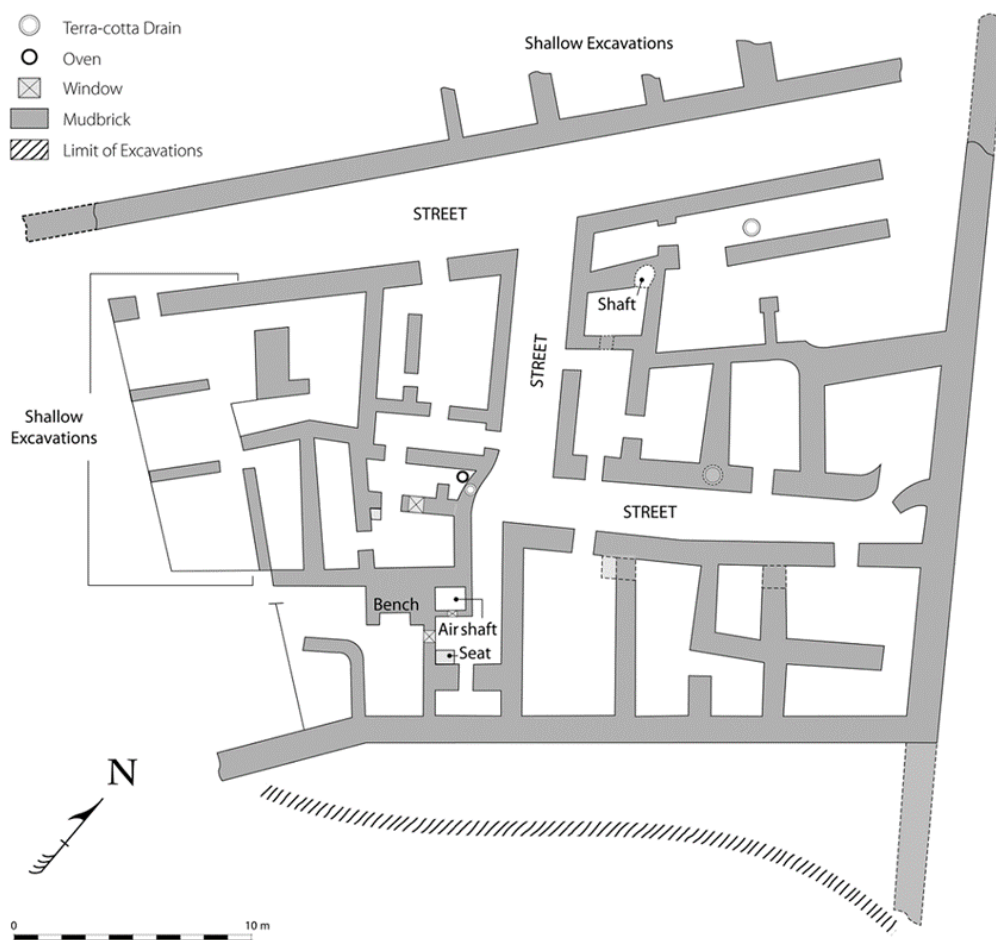 Terra-cotta Drain
Oven
Window
Mudbrick
Limit of Excavations
Shallow Excavations
STREET
Shaft
STREET
Shallow
Excavations
STREET
Bench
Air shaft
Seat
N
0
10 m